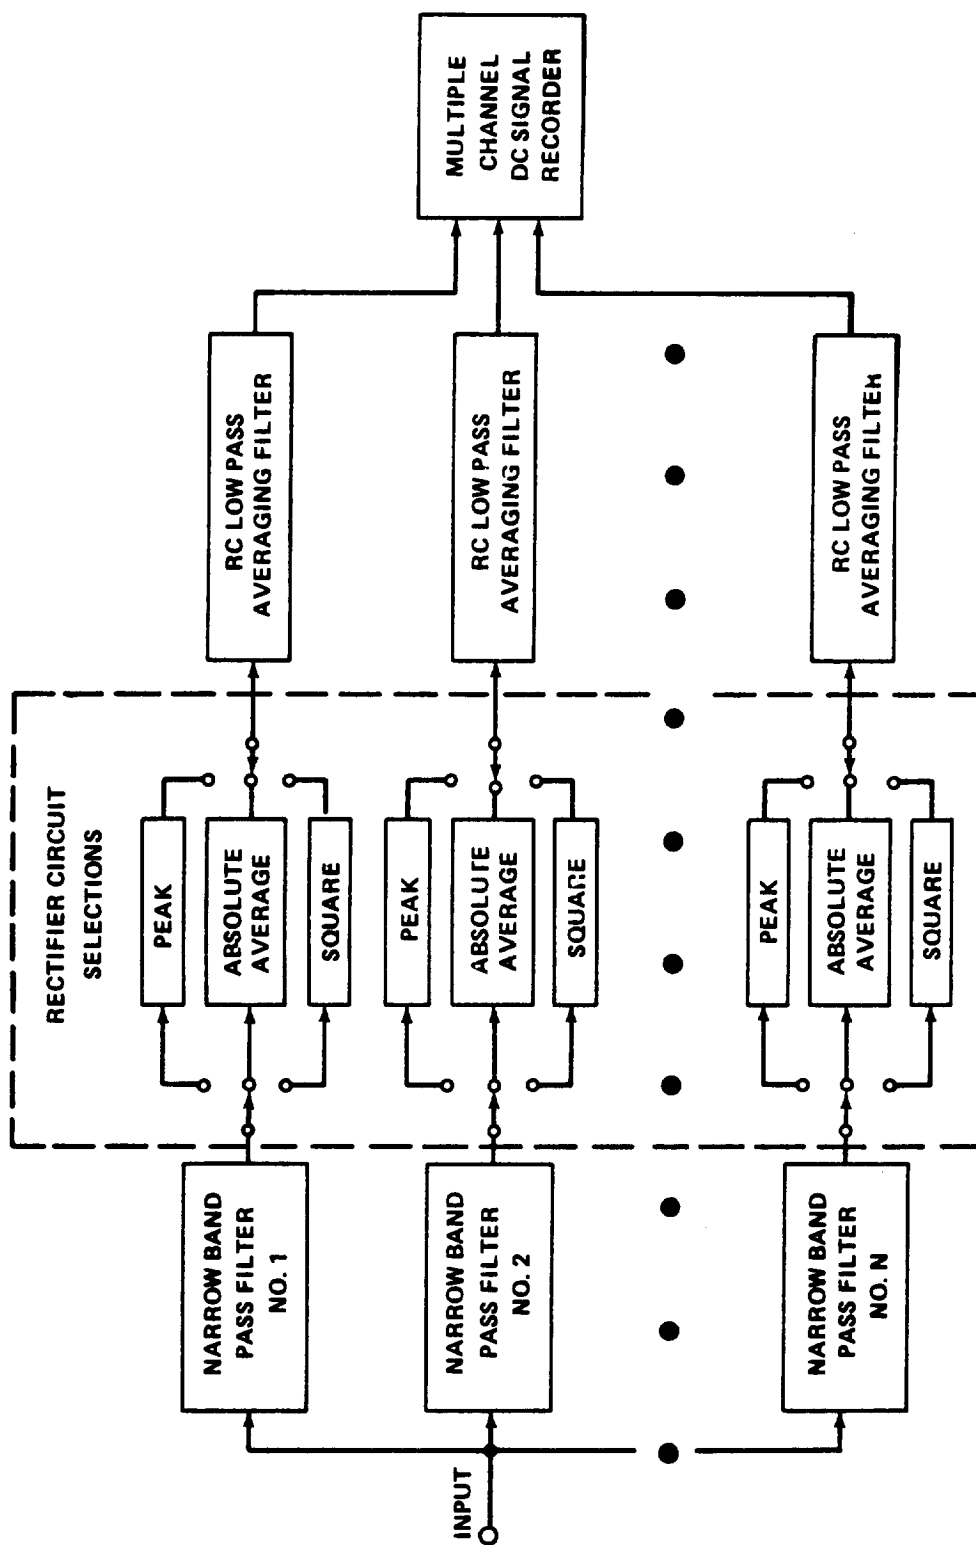 INPUT
NARROW BAND
PASS FILTER
NO. 1
NARROW BAND
PASS FILTER
NO. 2
NARROW BAND
PASS FILTER
NO. N
RECTIFIER CIRCUIT
SELECTIONS
PEAK
ABSOLUTE
AVERAGE
SQUARE
PEAK
ABSOLUTE
AVERAGE
SQUARE
PEAK
ABSOLUTE
AVERAGE
SQUARE
RC LOW PASS
AVERAGING FILTER
RC LOW PASS
AVERAGING FILTER
RC LOW PASS
AVERAGING FILTER
MULTIPLE
CHANNEL
DC SIGNAL
RECORDER